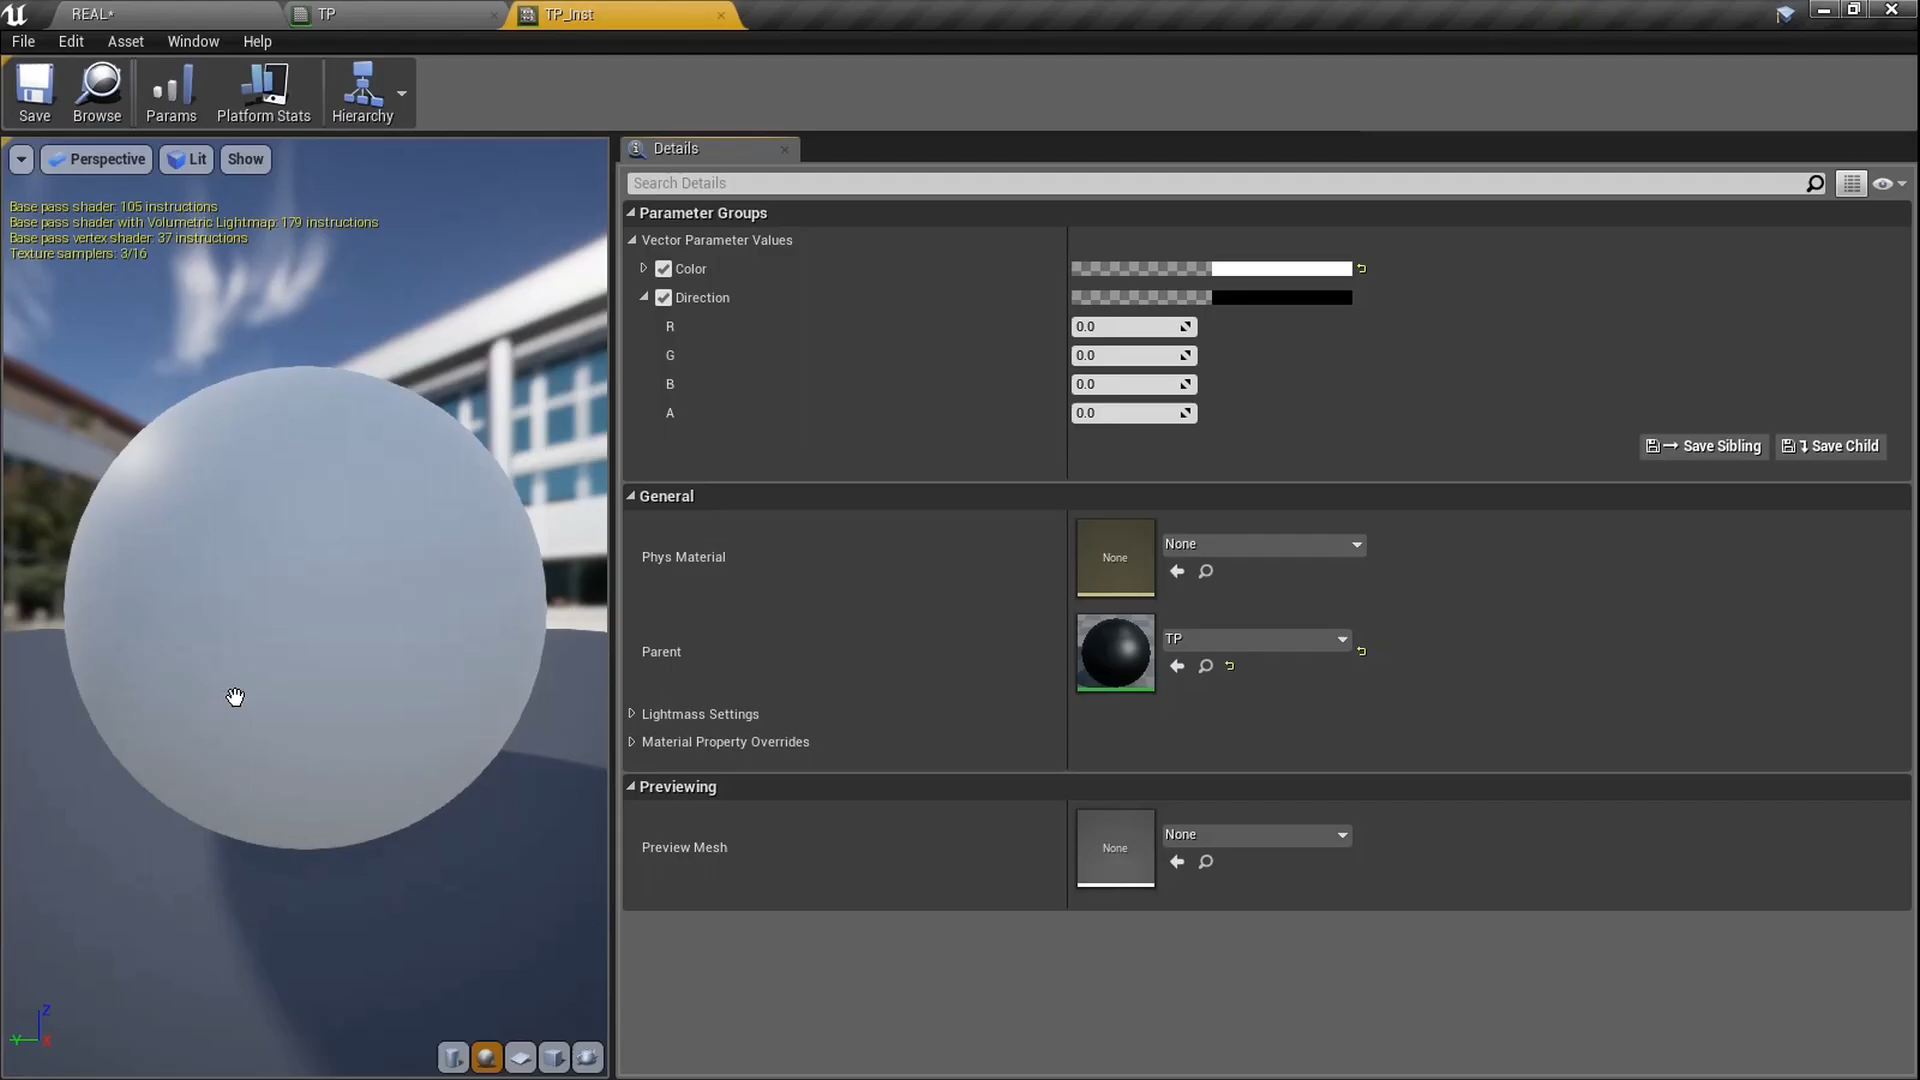 REAL*
TP
TP_Inst
File Edit Asset Window Help
Save Browse Params Platform Stats Hierarchy
Perspective Lit Show
Base pass shader: 105 instructions
Base pass shader with Volumetric Lightmap: 179 instructions
Base pass vertex shader: 37 instructions
Texture samplers: 3/16
Z
Y X
Details
Search Details
Parameter Groups
Vector Parameter Values
Color
Direction
R 0.0
G 0.0
B 0.0
A 0.0
Save Sibling Save Child
General
Phys Material None None
Parent TP
Lightmass Settings
Material Property Overrides
Previewing
Preview Mesh None None